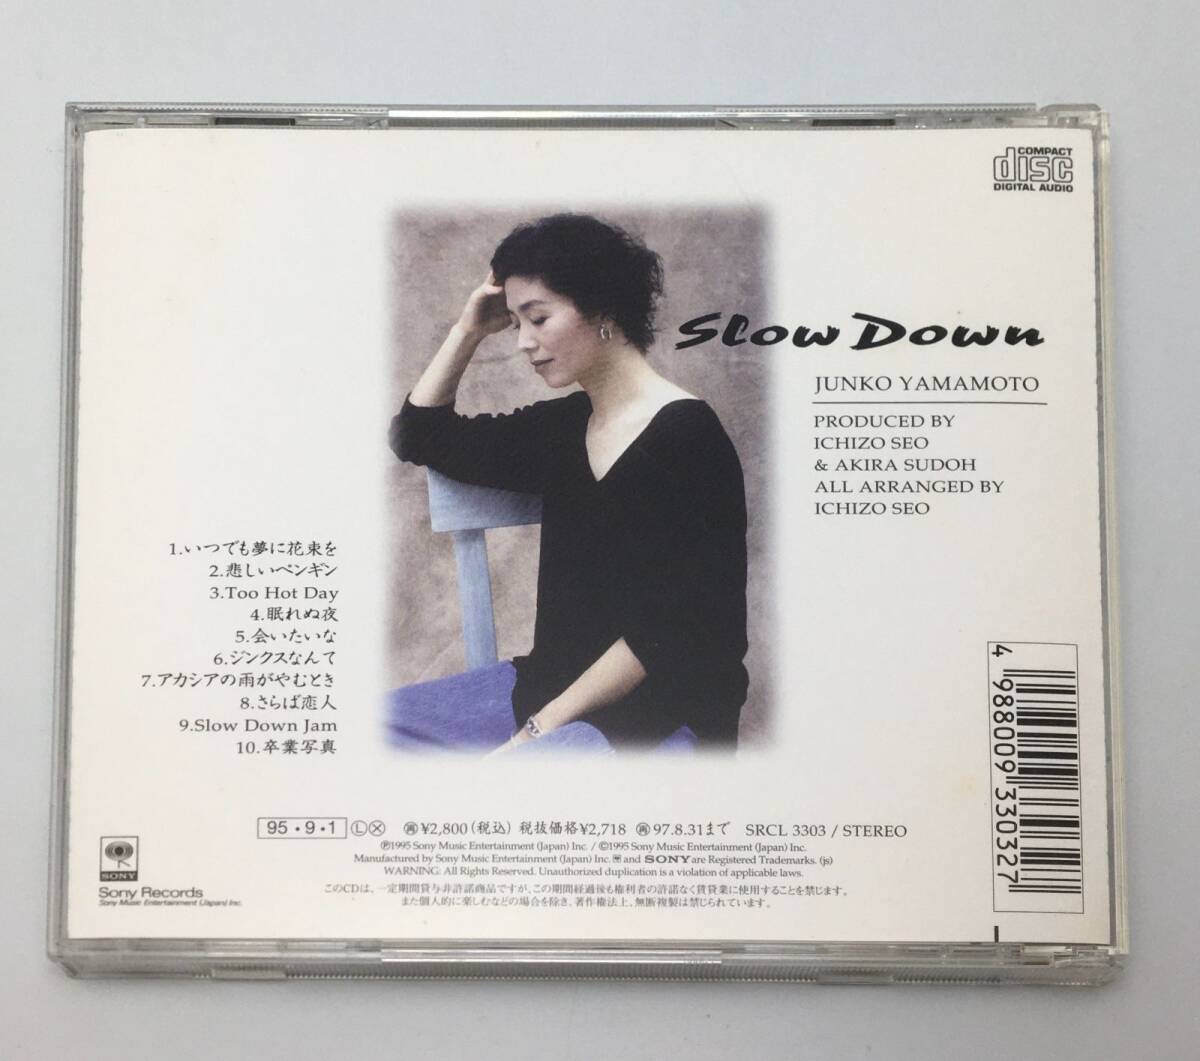 COMPACT
disc
DIGITAL AUDIO
Slow Down
JUNKO YAMAMOTO
PRODUCED BY
ICHIZO SEO
& AKIRA SUDOH
ALL ARRANGED BY
ICHIZO SEO
1.いつでも夢に花束を
2.悲しいペンギン
3.Too Hot Day
4.眠れぬ夜
5.会いたいな
6.ジンクスなんて
7.アカシアの雨がやむとき
8.さらば恋人
9.Slow Down Jam
10.卒業写真
4 988009 330327
95・9・1 Ⓛ Ⓧ ㊢¥2,800(税込) 税抜価格¥2,718 ㊢97.8.31まで SRCL 3303 / STEREO
Ⓟ1995 Sony Music Entertainment (Japan) Inc. / ©1995 Sony Music Entertainment (Japan) Inc.
Manufactured by Sony Music Entertainment (Japan) Inc. and SONY are Registered Trademarks. (js)
WARNING: All Rights Reserved. Unauthorized duplication is a violation of applicable laws.
このCDは、一定期間貸与非許諾商品ですが、この期間経過後も権利者の許諾なく賃貸業に使用することを禁じます。
また個人的に楽しむなどの場合を除き、著作権法上、無断複製は禁じられています。
SONY
Sony Records
Sony Music Entertainment (Japan) Inc.